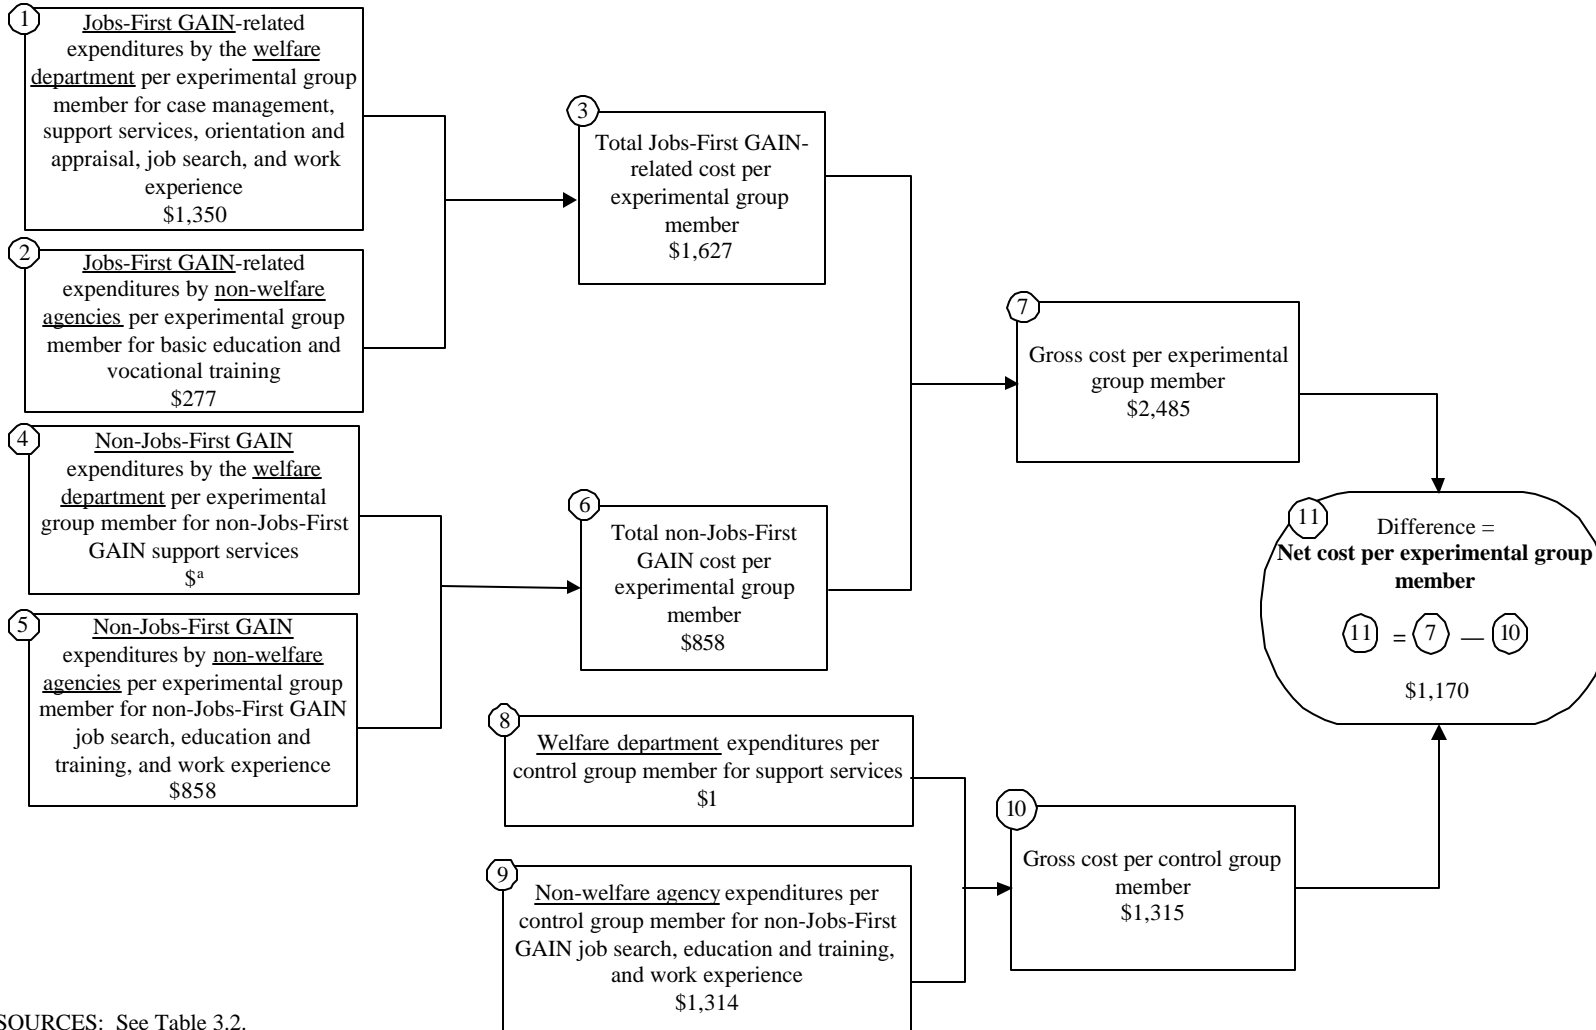 1
Jobs-First GAIN-related
expenditures by the welfare
department per experimental group
member for case management,
support services, orientation and
appraisal, job search, and work
experience
$1,350
2
Jobs-First GAIN-related
expenditures by non-welfare
agencies per experimental group
member for basic education and
vocational training
$277
3
Total Jobs-First GAIN-
related cost per
experimental group
member
$1,627
4
Non-Jobs-First GAIN
expenditures by the welfare
department per experimental
group member for non-Jobs-First
GAIN support services
$a
5
Non-Jobs-First GAIN
expenditures by non-welfare
agencies per experimental group
member for non-Jobs-First GAIN
job search, education and
training, and work experience
$858
6
Total non-Jobs-First
GAIN cost per
experimental group
member
$858
7
Gross cost per experimental
group member
$2,485
8
Welfare department expenditures per
control group member for support services
$1
9
Non-welfare agency expenditures per
control group member for non-Jobs-First
GAIN job search, education and training,
and work experience
$1,314
10
Gross cost per control group
member
$1,315
11
Difference =
Net cost per experimental group
member
11 = 7 — 10
$1,170
SOURCES: See Table 3.2.